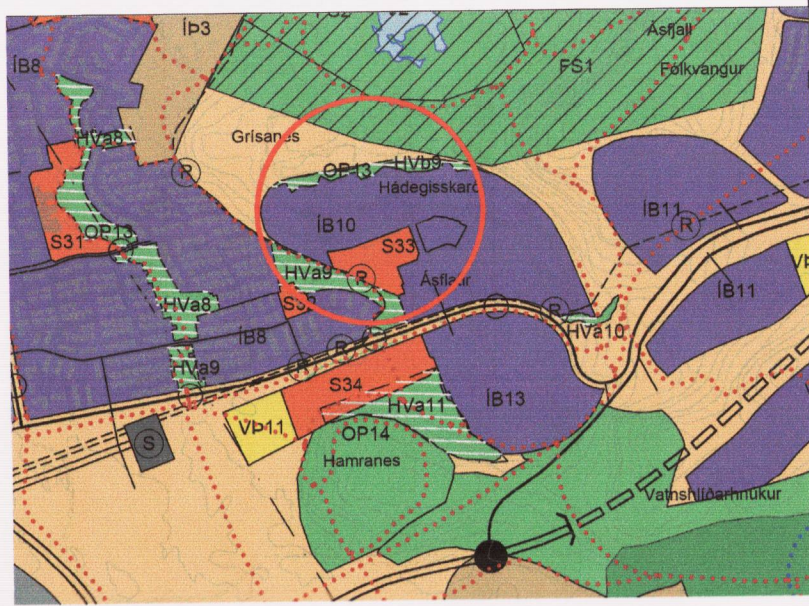 ÍÞ3
Ásfjall
ÍB8
FS1
Fólkvangur
HVa8
Grísanes
P
OP13
HVb9
Hádegisskarð
ÍB10
ÍB11
R
S31
OP13
S33
HVa9
R
Ásflatir
HVa8
ÍB11
ÍB8
R
R
HVa10
HVa9
S34
ÍB13
HVa11
VÞ11
OP14
S
Hamranes
Vatnshlíðarhnúkur